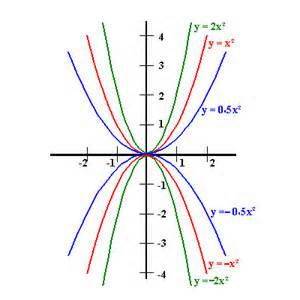 y = 2x²
y = x²
y = 0.5x²
4
3
2
1
-2 -1 1 2
-1
-2
-3
-4
y=−0.5x²
y=−x²
y=−2x²